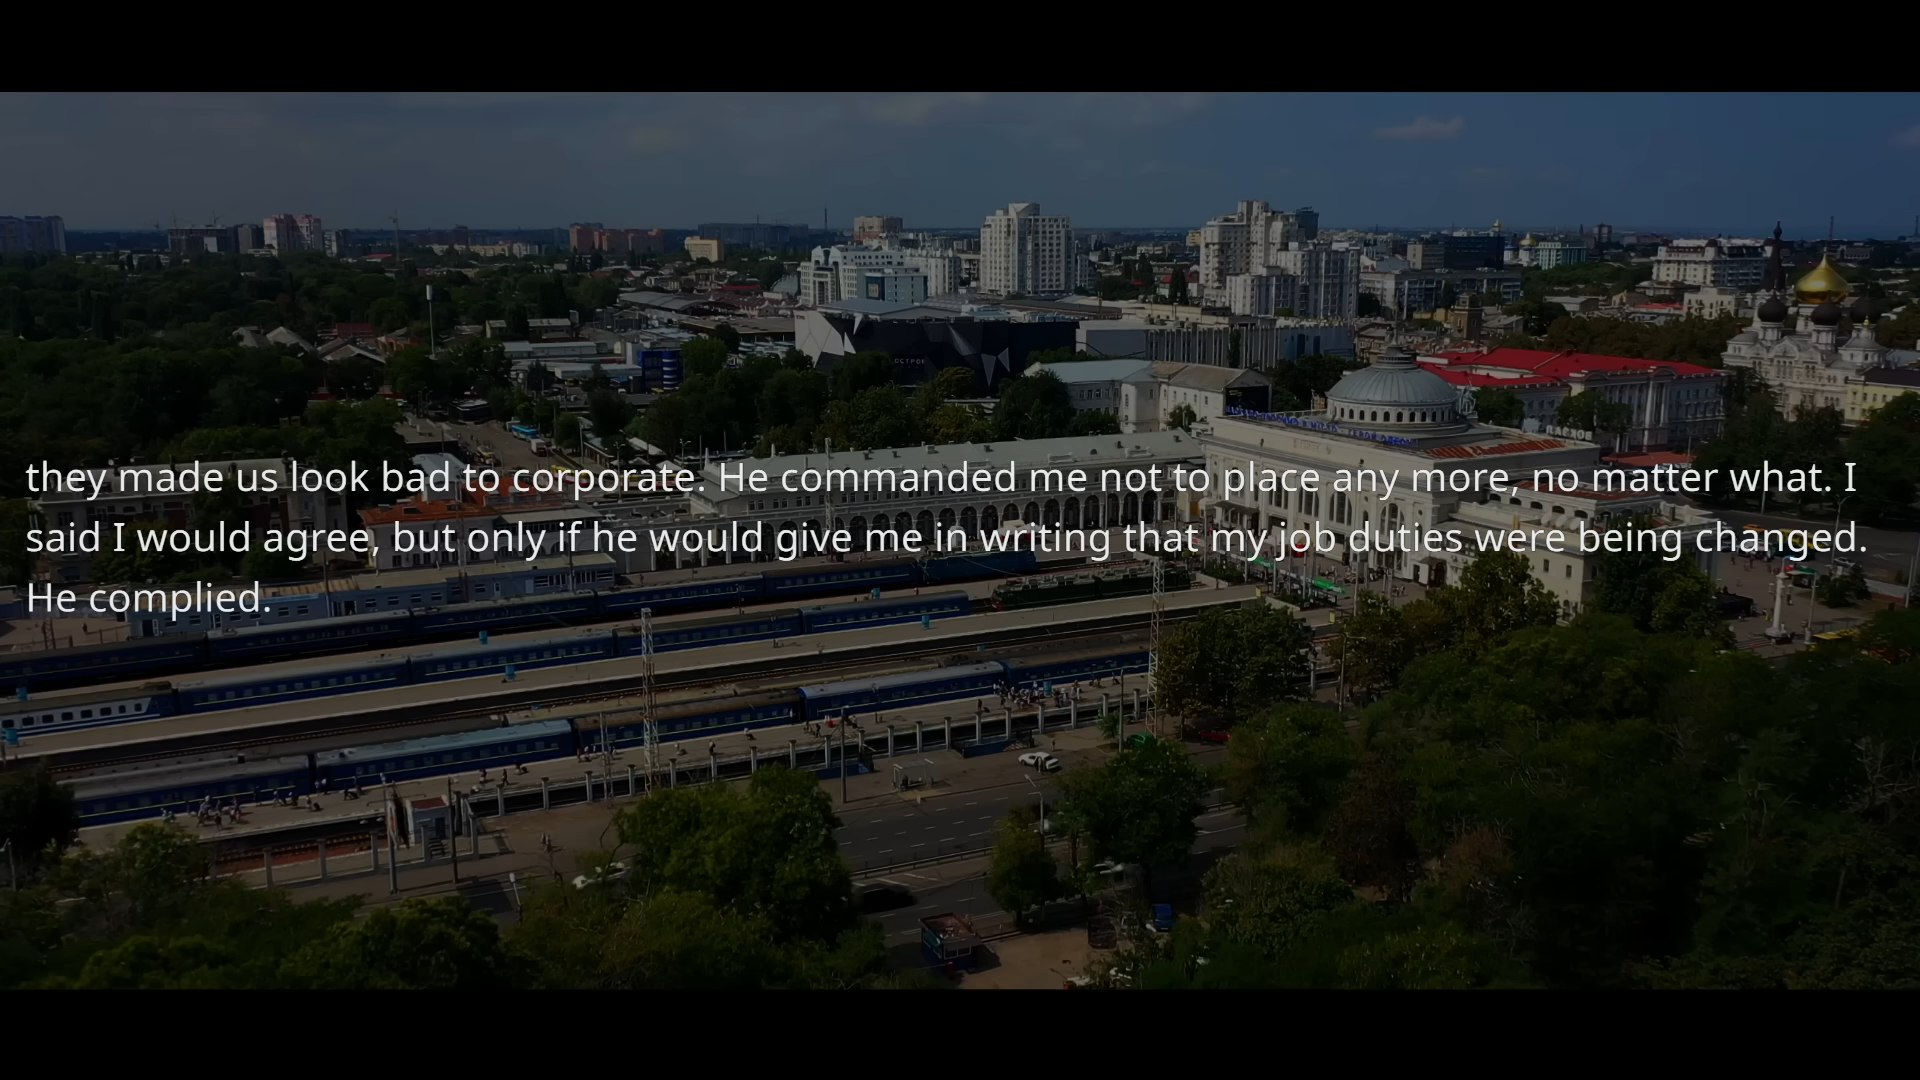 ОСТРОВ
they made us look bad to corporate. He commanded me not to place any more, no matter what. I
said I would agree, but only if he would give me in writing that my job duties were being changed.
He complied.